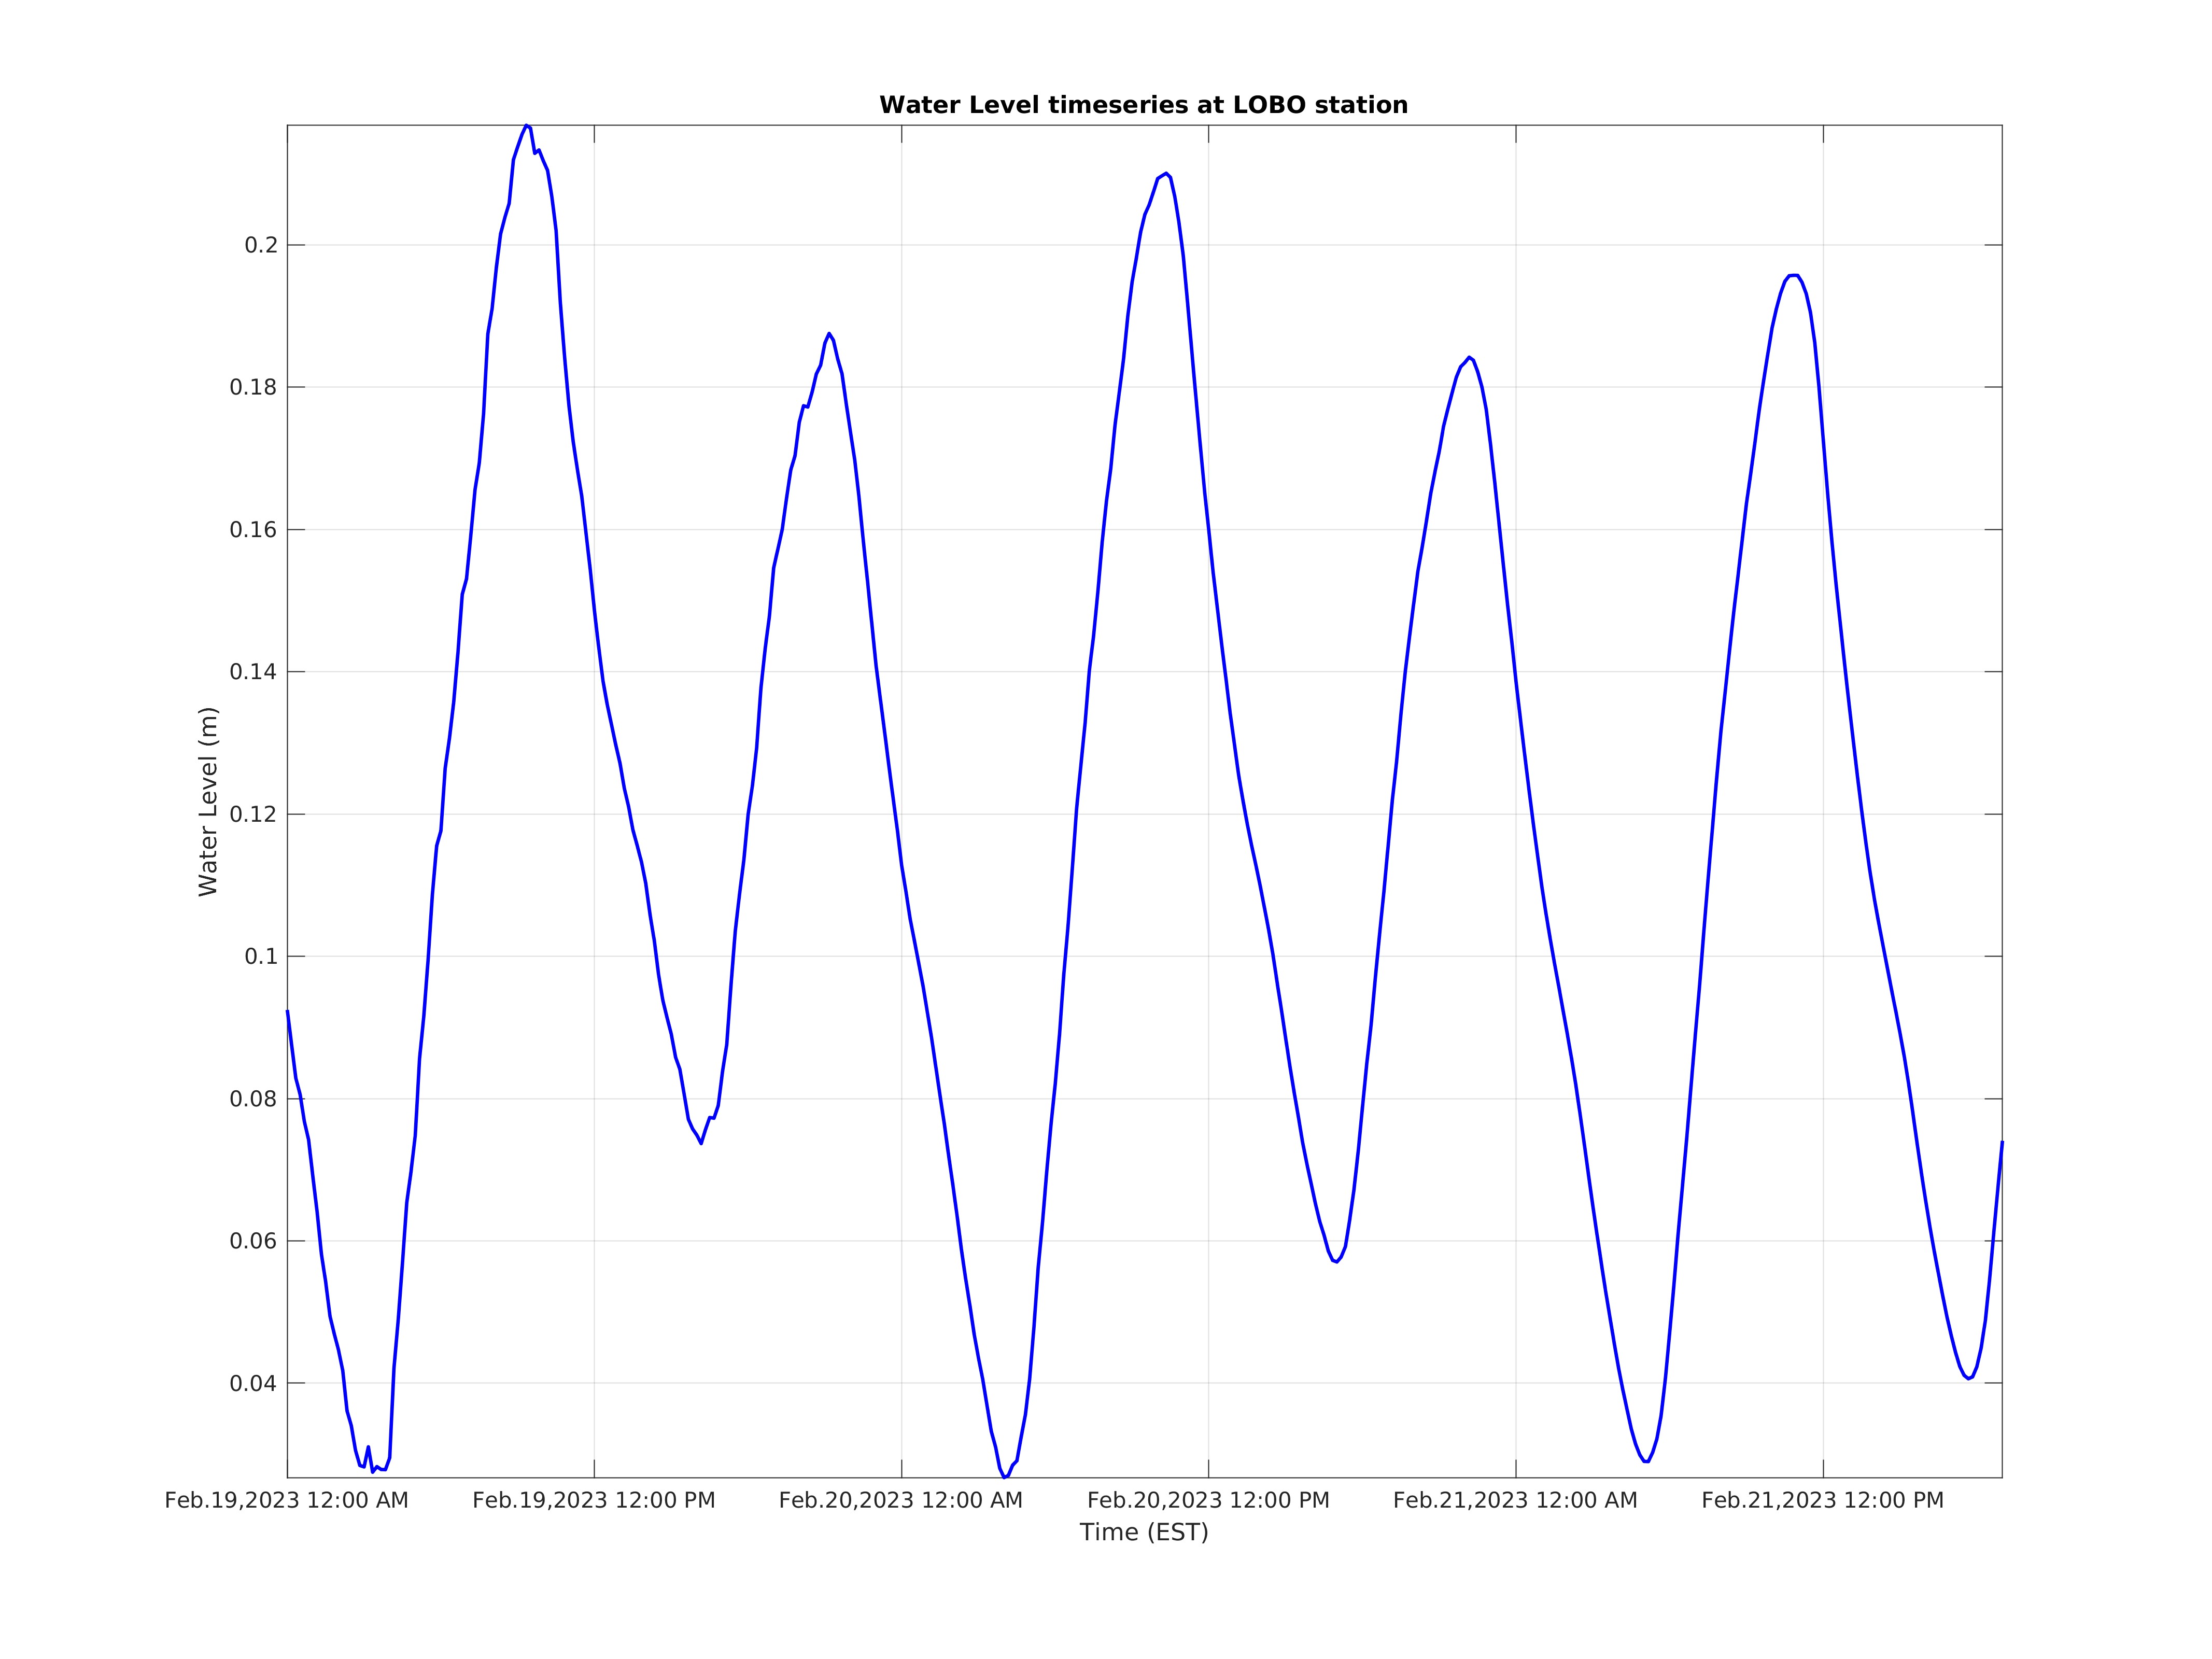 Water Level timeseries at LOBO station
Water Level (m)
0.2
0.18
0.16
0.14
0.12
0.1
0.08
0.06
0.04
Feb.19,2023 12:00 AM
Feb.19,2023 12:00 PM
Feb.20,2023 12:00 AM
Feb.20,2023 12:00 PM
Feb.21,2023 12:00 AM
Feb.21,2023 12:00 PM
Time (EST)